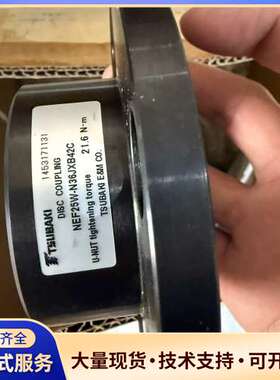 1453171131
TSUBAKI
DISC COUPLING
NEF25W-N36JXB42C
21.6 N·m
U-NUT tightening torque
TSUBAKI E&M CO.
齐全
式服务
大量现货·技术支持·可开